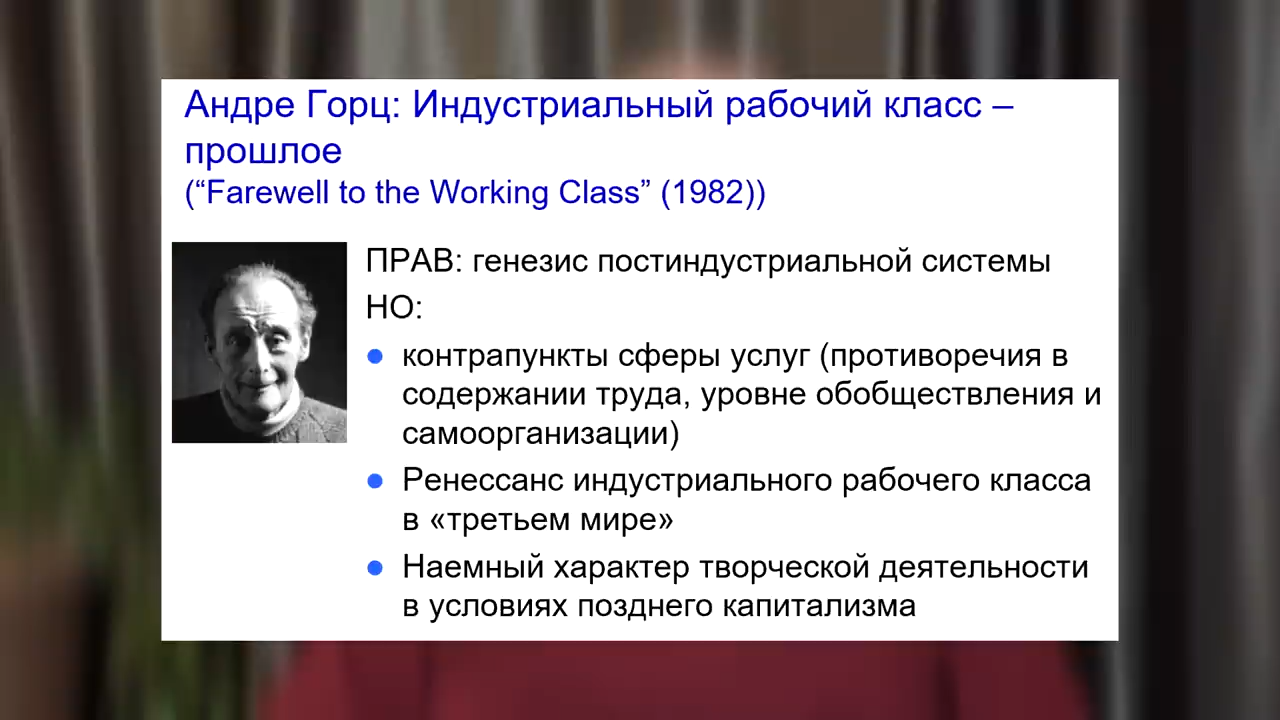 Андре Горц: Индустриальный рабочий класс –
прошлое
(“Farewell to the Working Class” (1982))
ПРАВ: генезис постиндустриальной системы
НО:
контрапункты сферы услуг (противоречия в
содержании труда, уровне обобществления и
самоорганизации)
Ренессанс индустриального рабочего класса
в «третьем мире»
Наемный характер творческой деятельности
в условиях позднего капитализма